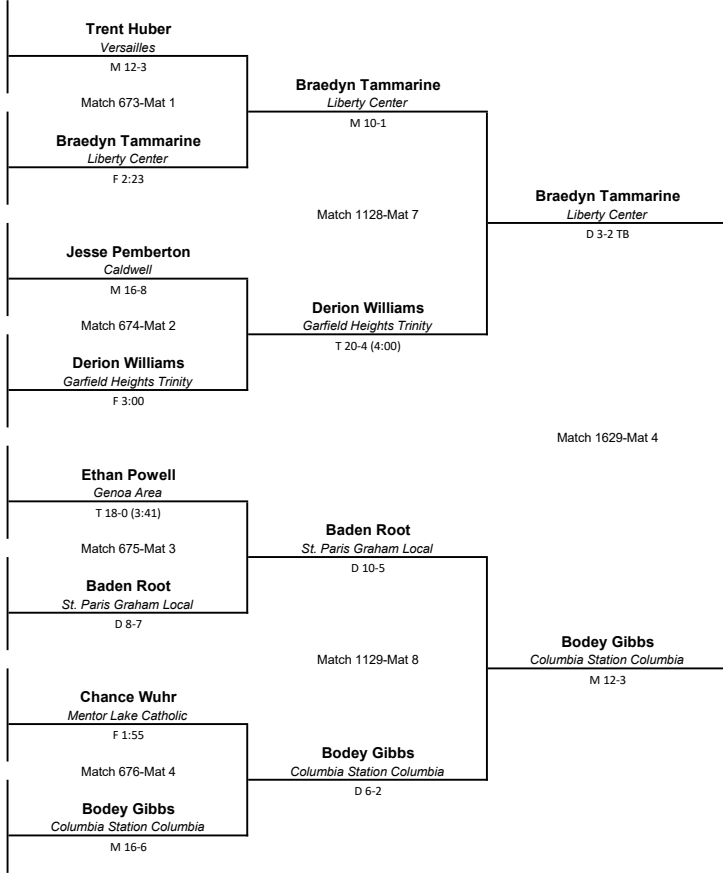 Trent Huber
Versailles
M 12-3
Match 673-Mat 1
Braedyn Tammarine
Liberty Center
F 2:23
Braedyn Tammarine
Liberty Center
M 10-1
Match 1128-Mat 7
Braedyn Tammarine
Liberty Center
D 3-2 TB
Jesse Pemberton
Caldwell
M 16-8
Match 674-Mat 2
Derion Williams
Garfield Heights Trinity
F 3:00
Derion Williams
Garfield Heights Trinity
T 20-4 (4:00)
Match 1629-Mat 4
Ethan Powell
Genoa Area
T 18-0 (3:41)
Match 675-Mat 3
Baden Root
St. Paris Graham Local
D 8-7
Baden Root
St. Paris Graham Local
D 10-5
Match 1129-Mat 8
Bodey Gibbs
Columbia Station Columbia
M 12-3
Chance Wuhr
Mentor Lake Catholic
F 1:55
Match 676-Mat 4
Bodey Gibbs
Columbia Station Columbia
M 16-6
Bodey Gibbs
Columbia Station Columbia
D 6-2